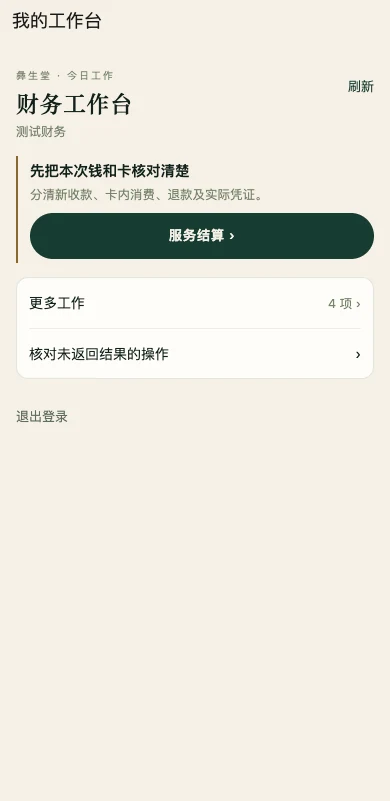 我的工作台
彝生堂 · 今日工作
财务工作台
刷新
测试财务
先把本次钱和卡核对清楚
分清新收款、卡内消费、退款及实际凭证。
服务结算 ›
更多工作 4 项 ›
核对未返回结果的操作 ›
退出登录